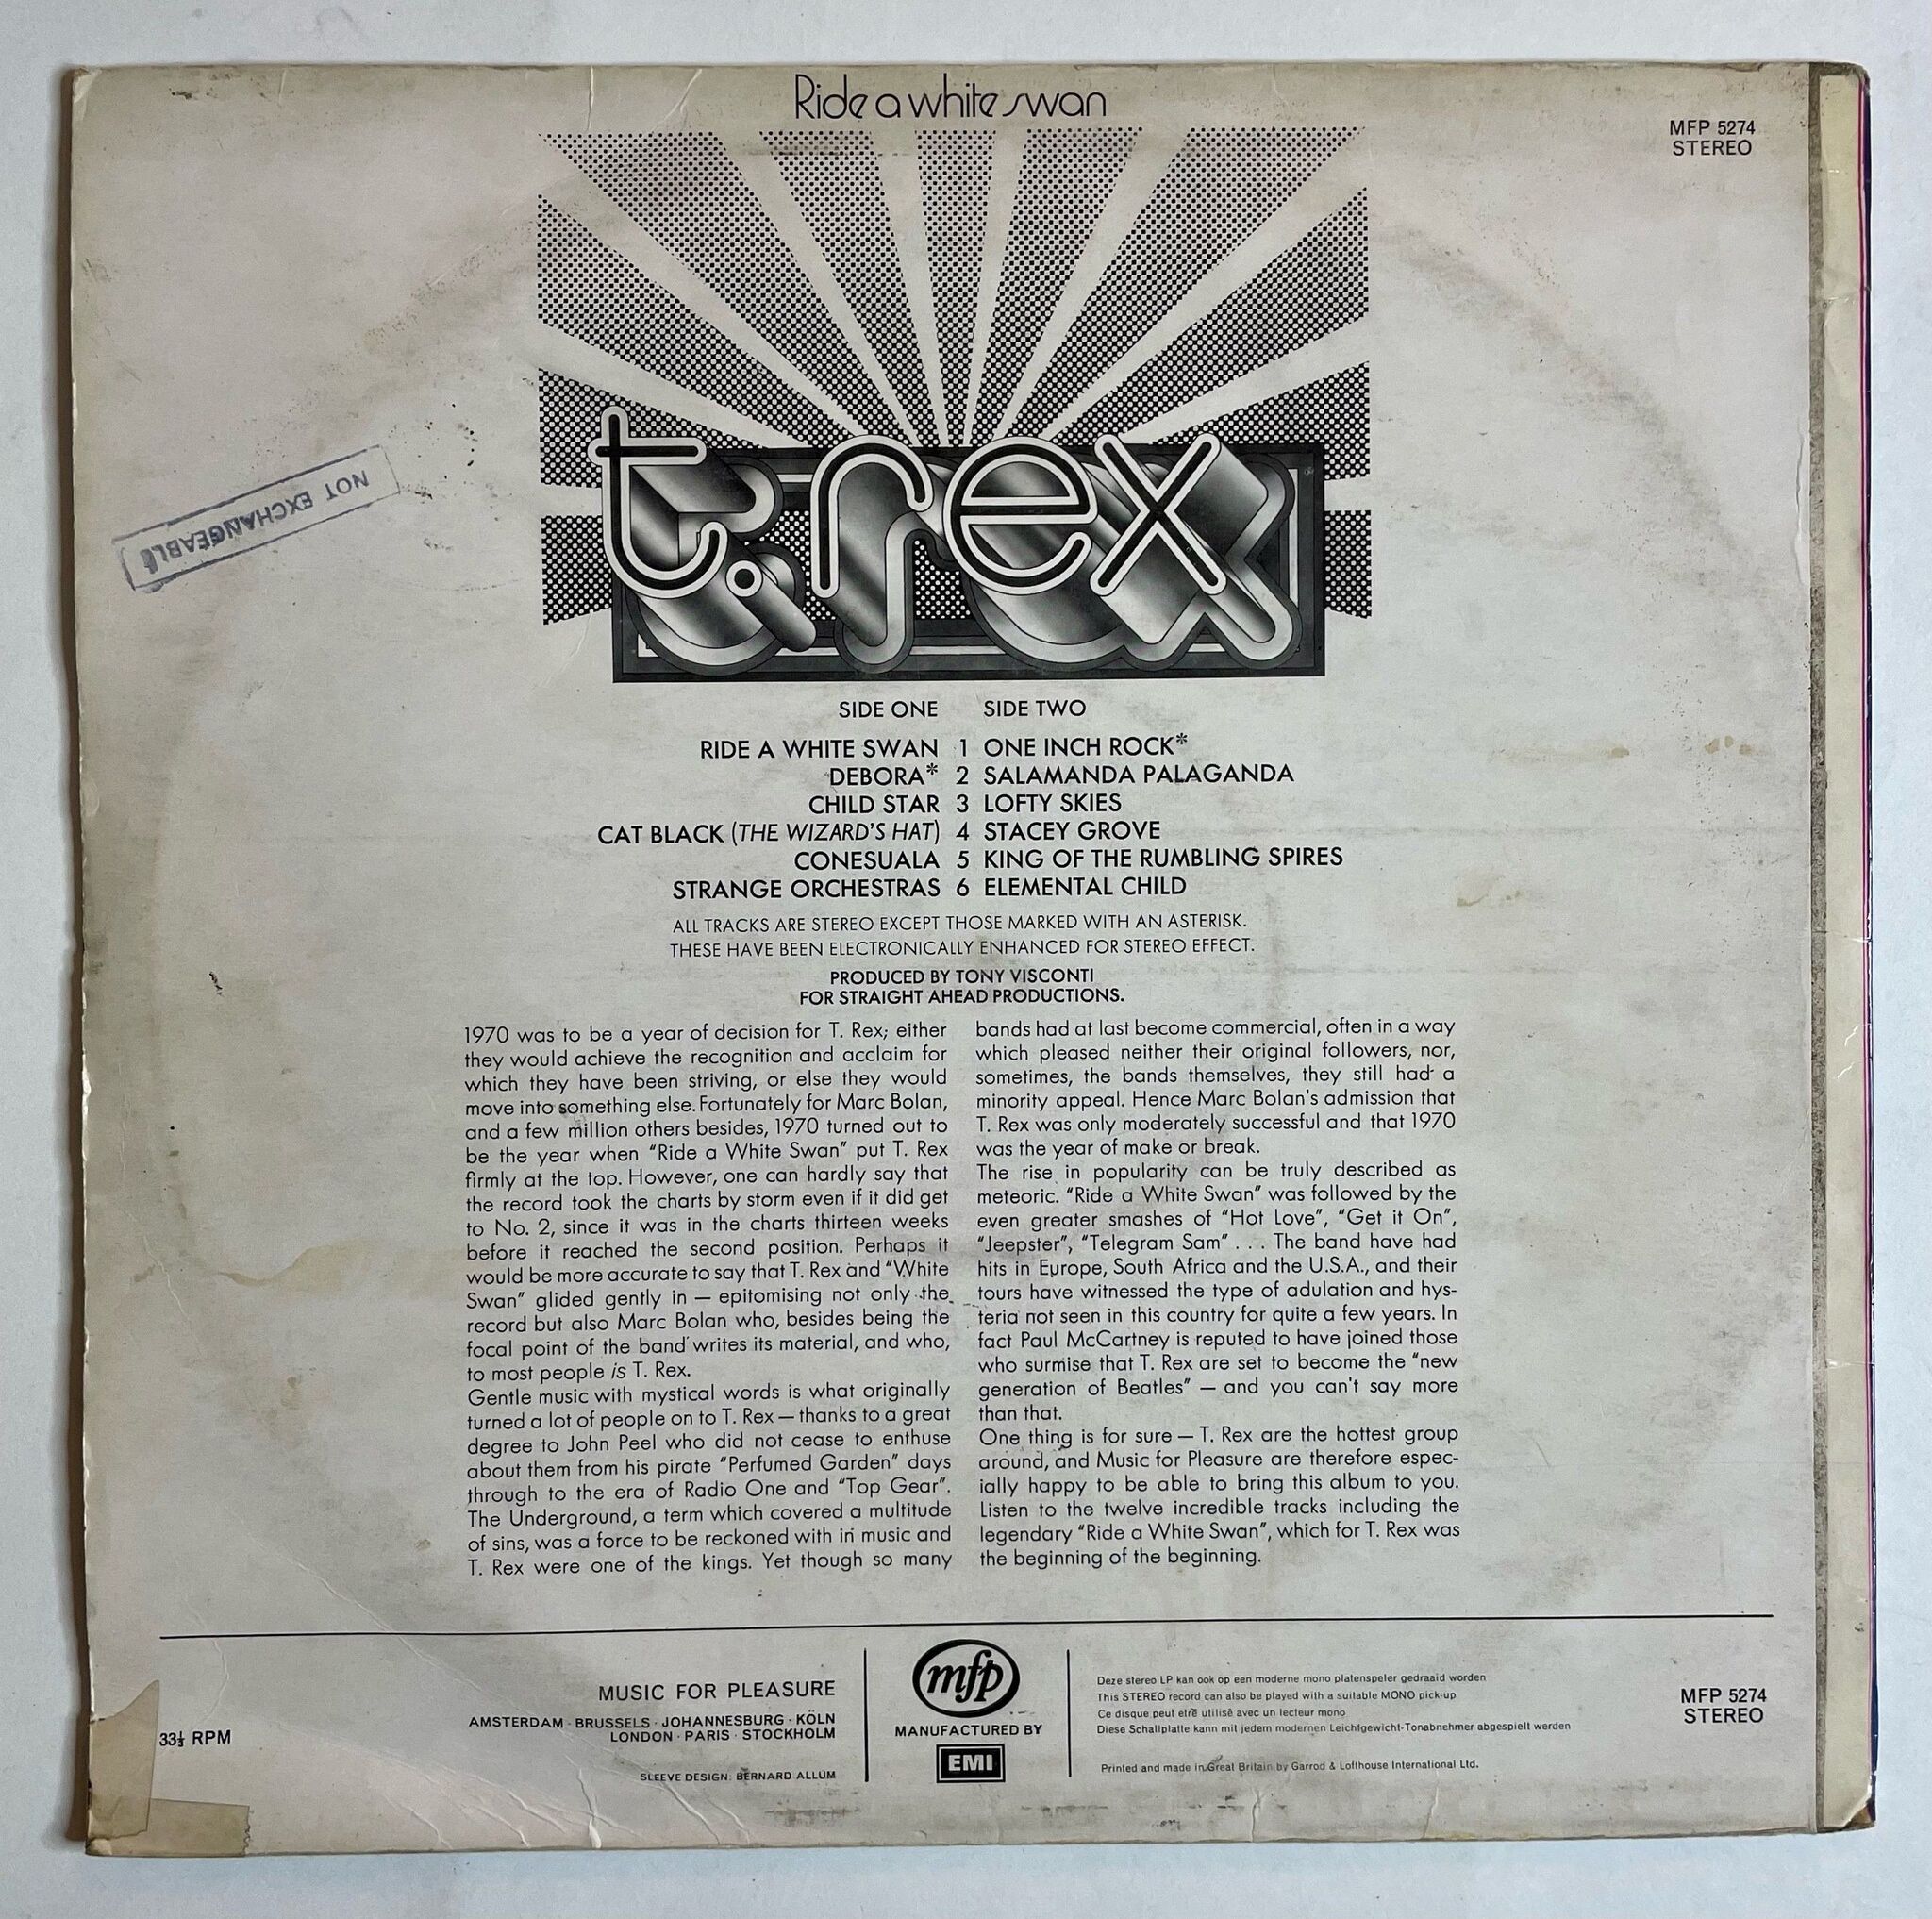 Ride a white swan
MFP 5274
STEREO
NOT EXCHANGEABLE
t.rex
SIDE ONE SIDE TWO
RIDE A WHITE SWAN 1 ONE INCH ROCK*
DEBORA* 2 SALAMANDA PALAGANDA
CHILD STAR 3 LOFTY SKIES
CAT BLACK (THE WIZARD'S HAT) 4 STACEY GROVE
CONESUALA 5 KING OF THE RUMBLING SPIRES
STRANGE ORCHESTRAS 6 ELEMENTAL CHILD
ALL TRACKS ARE STEREO EXCEPT THOSE MARKED WITH AN ASTERISK.
THESE HAVE BEEN ELECTRONICALLY ENHANCED FOR STEREO EFFECT.
PRODUCED BY TONY VISCONTI
FOR STRAIGHT AHEAD PRODUCTIONS.
1970 was to be a year of decision for T. Rex; either
they would achieve the recognition and acclaim for
which they have been striving, or else they would
move into something else. Fortunately for Marc Bolan,
and a few million others besides, 1970 turned out to
be the year when "Ride a White Swan" put T. Rex
firmly at the top. However, one can hardly say that
the record took the charts by storm even if it did get
to No. 2, since it was in the charts thirteen weeks
before it reached the second position. Perhaps it
would be more accurate to say that T. Rex and "White
Swan" glided gently in — epitomising not only the
record but also Marc Bolan who, besides being the
focal point of the band writes its material, and who,
to most people is T. Rex.
Gentle music with mystical words is what originally
turned a lot of people on to T. Rex — thanks to a great
degree to John Peel who did not cease to enthuse
about them from his pirate "Perfumed Garden" days
through to the era of Radio One and "Top Gear".
The Underground, a term which covered a multitude
of sins, was a force to be reckoned with in music and
T. Rex were one of the kings. Yet though so many
bands had at last become commercial, often in a way
which pleased neither their original followers, nor,
sometimes, the bands themselves, they still had a
minority appeal. Hence Marc Bolan's admission that
T. Rex was only moderately successful and that 1970
was the year of make or break.
The rise in popularity can be truly described as
meteoric. "Ride a White Swan" was followed by the
even greater smashes of "Hot Love", "Get it On",
"Jeepster", "Telegram Sam" . . . The band have had
hits in Europe, South Africa and the U.S.A., and their
tours have witnessed the type of adulation and hys-
teria not seen in this country for quite a few years. In
fact Paul McCartney is reputed to have joined those
who surmise that T. Rex are set to become the "new
generation of Beatles" — and you can't say more
than that.
One thing is for sure — T. Rex are the hottest group
around, and Music for Pleasure are therefore espec-
ially happy to be able to bring this album to you.
Listen to the twelve incredible tracks including the
legendary "Ride a White Swan", which for T. Rex was
the beginning of the beginning.
33⅓ RPM
MUSIC FOR PLEASURE
AMSTERDAM · BRUSSELS · JOHANNESBURG · KÖLN
LONDON · PARIS · STOCKHOLM
SLEEVE DESIGN: BERNARD ALLUM
mfp
MANUFACTURED BY
EMI
Deze stereo LP kan ook op een moderne mono platenspeler gedraaid worden
This STEREO record can also be played with a suitable MONO pick-up
Ce disque peut etre utilisé avec un lecteur mono
Diese Schallplatte kann mit jedem modernen Leichtgewicht-Tonabnehmer abgespielt werden
Printed and made in Great Britain by Garrod & Lofthouse International Ltd.
MFP 5274
STEREO